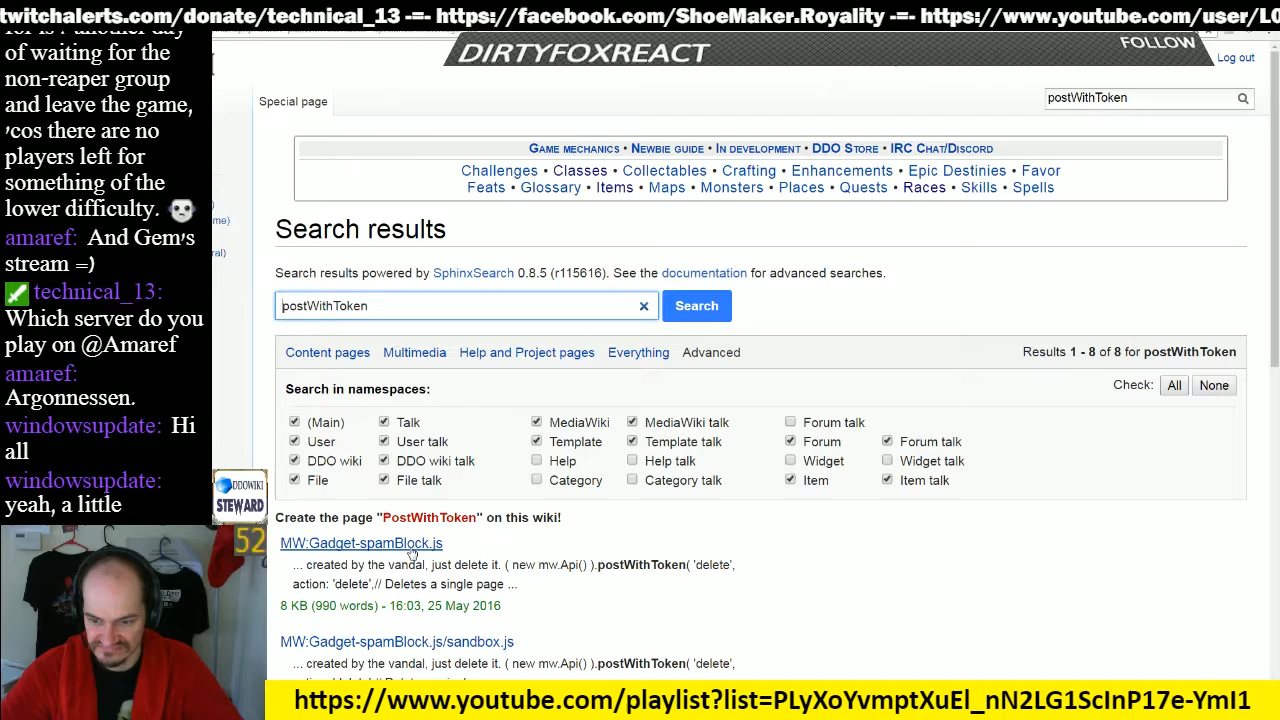 twitchalerts.com/donate/technical_13 -=- https://facebook.com/ShoeMaker.Royality -=- https://www.youtube.com/user/L0
of waiting for the
non-reaper group
and leave the game,
'cos there are no
players left for
something of the
lower difficulty.
amaref: And Gem's
stream =)
technical_13:
Which server do you
play on @Amaref
amaref:
Argonnessen.
windowsupdate: Hi
all
windowsupdate:
yeah, a little
DIRTYFOXREACT
FOLLOW
Log out
Special page
postWithToken
Game mechanics • Newbie guide • In development • DDO Store • IRC Chat/Discord
Challenges • Classes • Collectables • Crafting • Enhancements • Epic Destinies • Favor
Feats • Glossary • Items • Maps • Monsters • Places • Quests • Races • Skills • Spells
Search results
Search results powered by SphinxSearch 0.8.5 (r115616). See the documentation for advanced searches.
postWithToken
Search
Content pages Multimedia Help and Project pages Everything Advanced
Results 1 - 8 of 8 for postWithToken
Search in namespaces:
Check: All None
(Main) Talk MediaWiki MediaWiki talk Forum talk
User User talk Template Template talk Forum Forum talk
DDO wiki DDO wiki talk Help Help talk Widget Widget talk
File File talk Category Category talk Item Item talk
DDOWIKI
STEWARD
52
Create the page "PostWithToken" on this wiki!
MW:Gadget-spamBlock.js
... created by the vandal, just delete it. ( new mw.Api() ).postWithToken( 'delete',
action: 'delete',// Deletes a single page ...
8 KB (990 words) - 16:03, 25 May 2016
MW:Gadget-spamBlock.js/sandbox.js
... created by the vandal, just delete it. ( new mw.Api() ).postWithToken( 'delete',
https://www.youtube.com/playlist?list=PLyXoYvmptXuEl_nN2LG1ScInP17e-YmI1